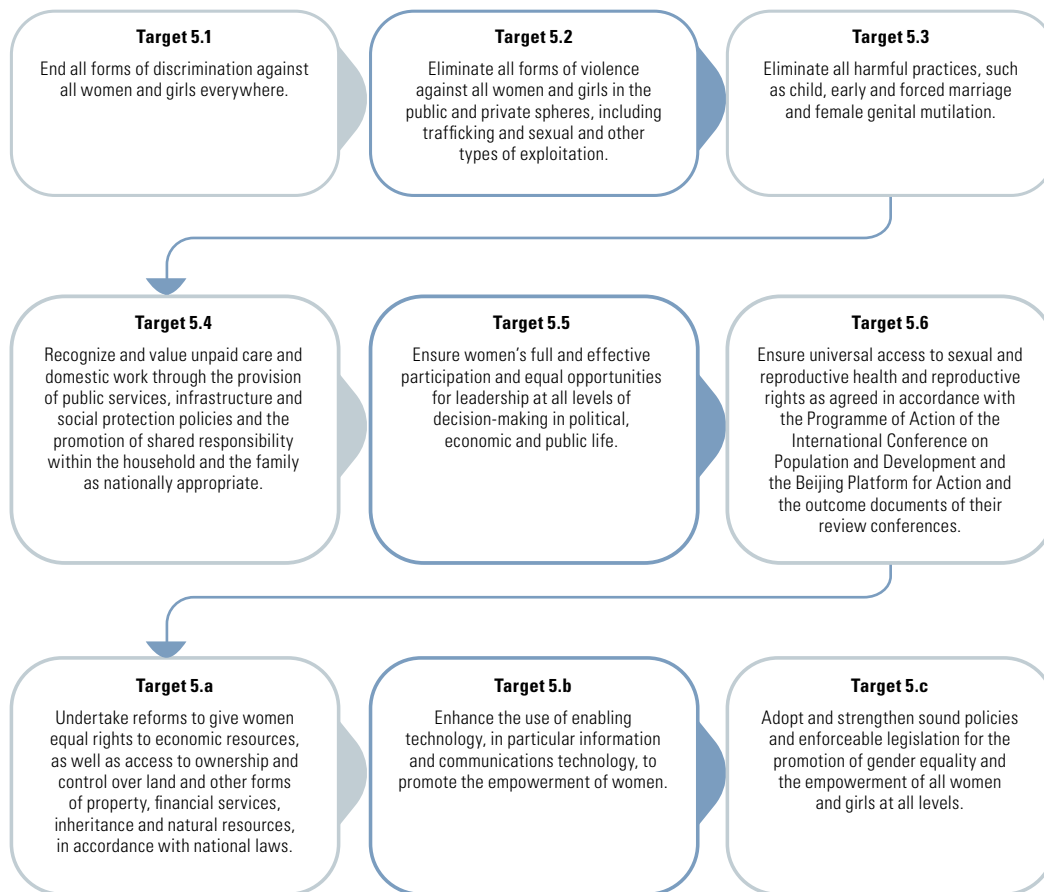 Target 5.1
End all forms of discrimination against
all women and girls everywhere.
Target 5.2
Eliminate all forms of violence
against all women and girls in the
public and private spheres, including
trafficking and sexual and other
types of exploitation.
Target 5.3
Eliminate all harmful practices, such
as child, early and forced marriage
and female genital mutilation.
Target 5.4
Recognize and value unpaid care and
domestic work through the provision
of public services, infrastructure and
social protection policies and the
promotion of shared responsibility
within the household and the family
as nationally appropriate.
Target 5.5
Ensure women’s full and effective
participation and equal opportunities
for leadership at all levels of
decision-making in political,
economic and public life.
Target 5.6
Ensure universal access to sexual and
reproductive health and reproductive
rights as agreed in accordance with
the Programme of Action of the
International Conference on
Population and Development and
the Beijing Platform for Action and
the outcome documents of their
review conferences.
Target 5.a
Undertake reforms to give women
equal rights to economic resources,
as well as access to ownership and
control over land and other forms
of property, financial services,
inheritance and natural resources,
in accordance with national laws.
Target 5.b
Enhance the use of enabling
technology, in particular information
and communications technology, to
promote the empowerment of women.
Target 5.c
Adopt and strengthen sound policies
and enforceable legislation for the
promotion of gender equality and
the empowerment of all women
and girls at all levels.